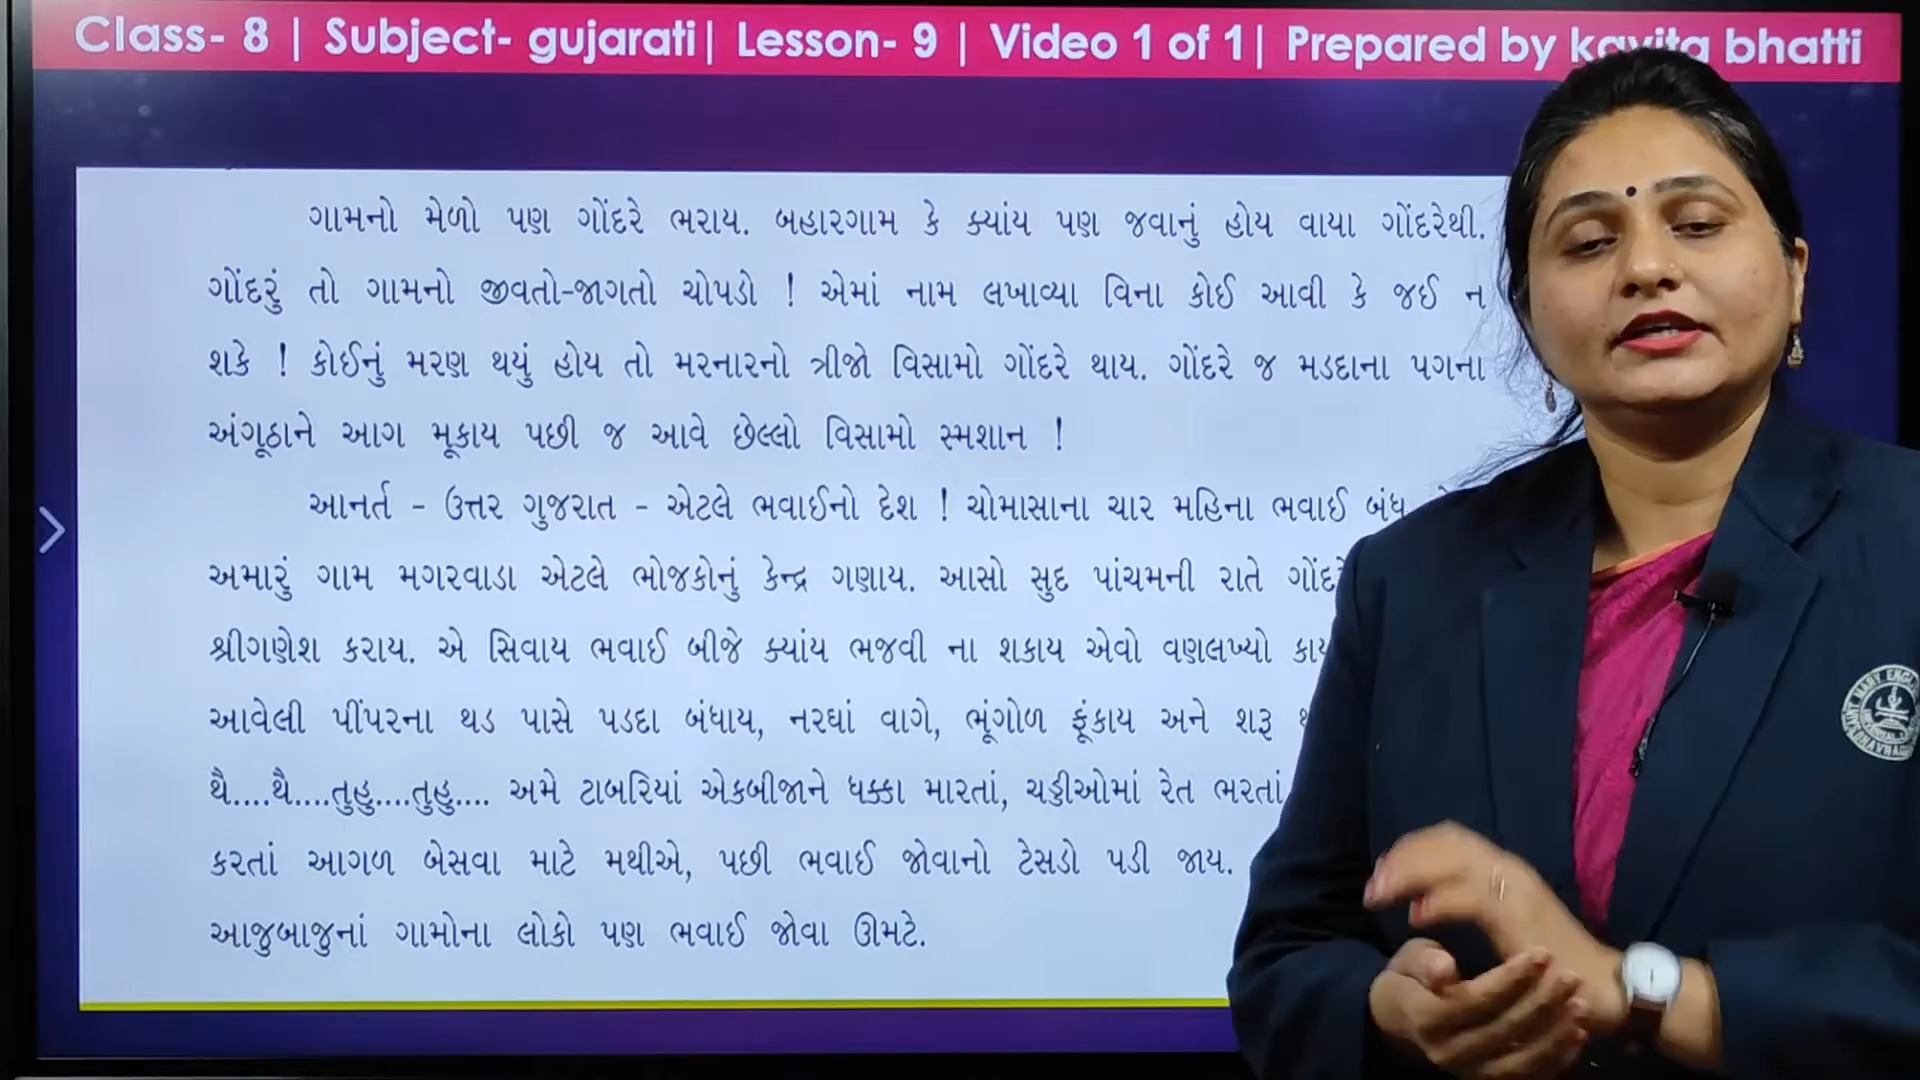 Class- 8 | Subject- gujarati| Lesson- 9 | Video 1 of 1| Prepared by kavita bhatti
ગામનો મેળો પણ ગોંદરે ભરાય. બહારગામ કે ક્યાંય પણ જવાનું હોય વાયા ગોંદરેથી.
ગોંદરું તો ગામનો જીવતો-જાગતો ચોપડો ! એમાં નામ લખાવ્યા વિના કોઈ આવી કે જઈ ન
શકે ! કોઈનું મરણ થયું હોય તો મરનારનો ત્રીજો વિસામો ગોંદરે થાય. ગોંદરે જ મડદાના પગના
અંગૂઠાને આગ મૂકાય પછી જ આવે છેલ્લો વિસામો સ્મશાન !
આનર્ત - ઉત્તર ગુજરાત - એટલે ભવાઈનો દેશ ! ચોમાસાના ચાર મહિના ભવાઈ બંધ
અમારું ગામ મગરવાડા એટલે ભોજકોનું કેન્દ્ર ગણાય. આસો સુદ પાંચમની રાતે
શ્રીગણેશ કરાય. એ સિવાય ભવાઈ બીજે ક્યાંય ભજવી ના શકાય એવો વણલખ્યો
આવેલી પીંપરના થડ પાસે પડદા બંધાય, નરઘાં વાગે, ભૂંગોળ ફૂંકાય અને શરૂ
થૈ....થૈ....તુહુ....તુહુ.... અમે ટાબરિયાં એકબીજાને ધક્કા મારતાં, ચડ્ડીઓમાં રેત ભરતાં
કરતાં આગળ બેસવા માટે મથીએ, પછી ભવાઈ જોવાનો ટેસડો પડી જાય.
આજુબાજુનાં ગામોના લોકો પણ ભવાઈ જોવા ઊમટે.